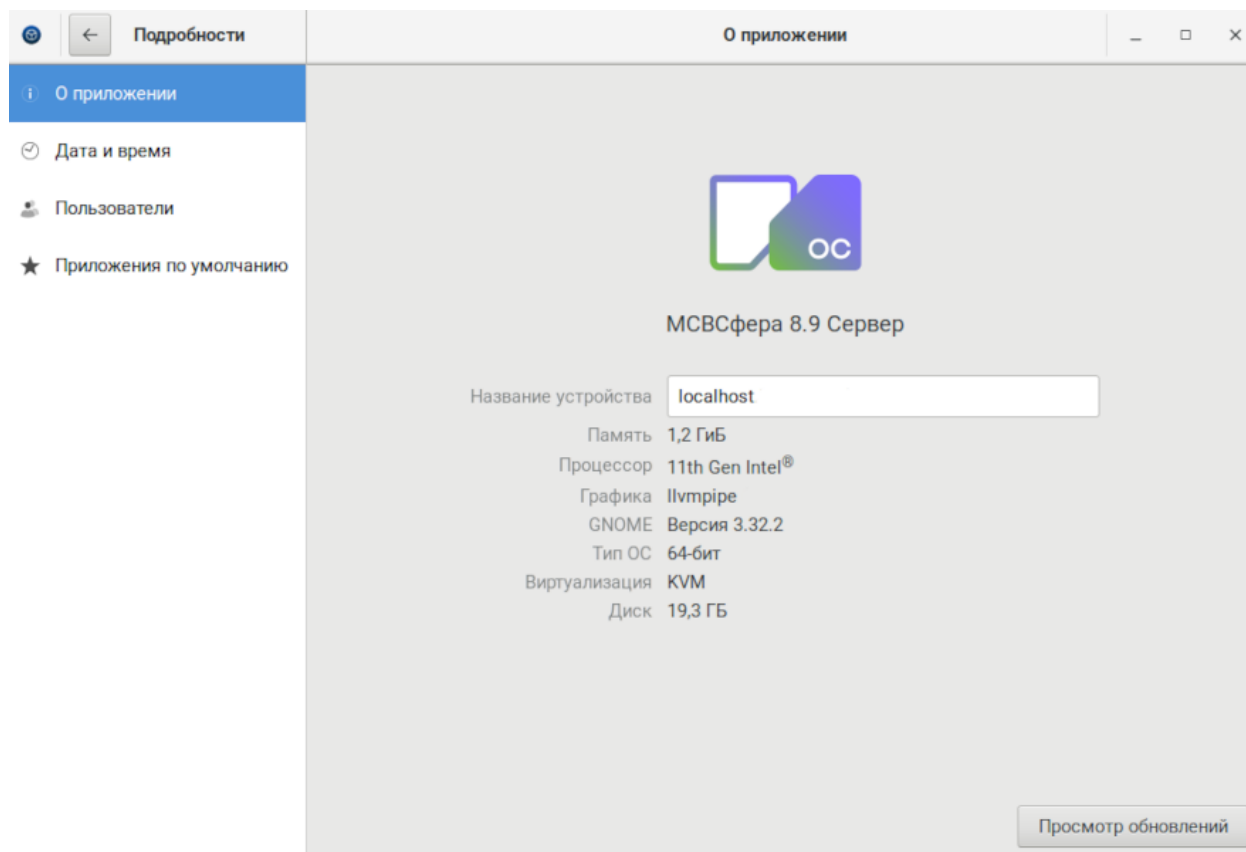 Подробности
О приложении
О приложении
Дата и время
Пользователи
Приложения по умолчанию
ОС
МСВСфера 8.9 Сервер
Название устройства localhost
Память 1,2 ГиБ
Процессор 11th Gen Intel®
Графика llvmpipe
GNOME Версия 3.32.2
Тип ОС 64-бит
Виртуализация KVM
Диск 19,3 ГБ
Просмотр обновлений